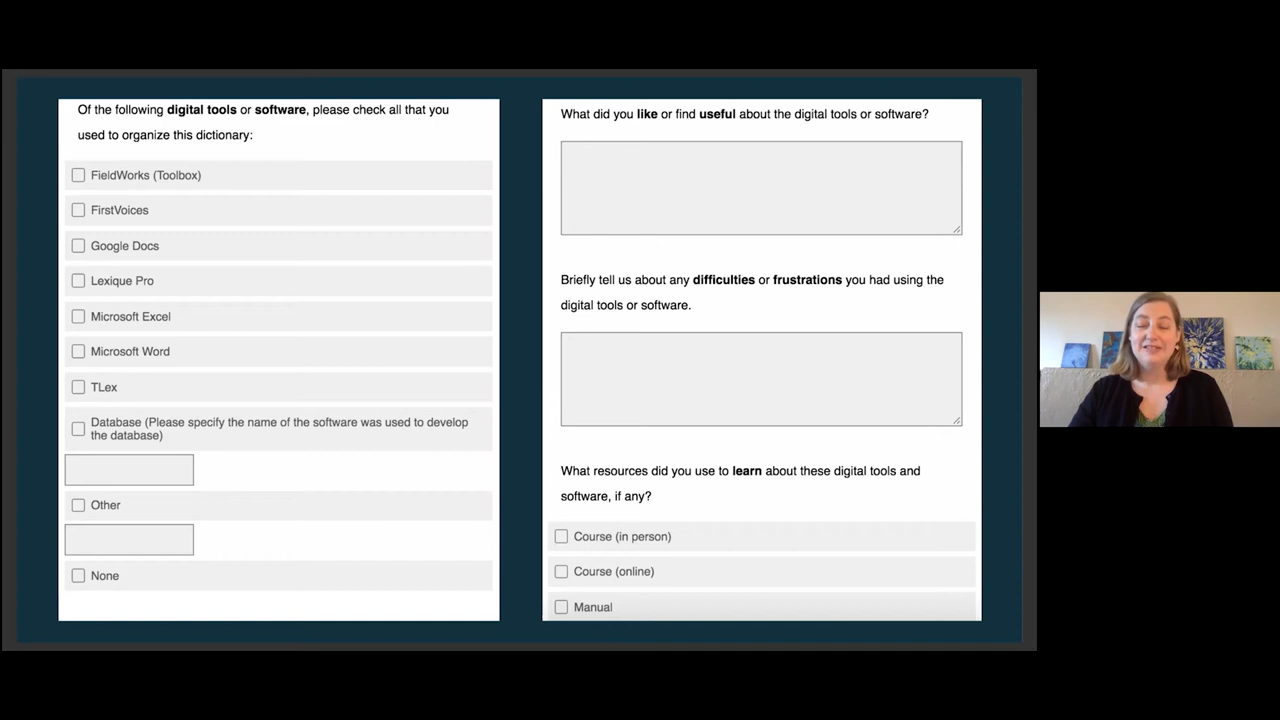 Of the following digital tools or software, please check all that you
used to organize this dictionary:
FieldWorks (Toolbox)
FirstVoices
Google Docs
Lexique Pro
Microsoft Excel
Microsoft Word
TLex
Database (Please specify the name of the software was used to develop
the database)
Other
None
What did you like or find useful about the digital tools or software?
Briefly tell us about any difficulties or frustrations you had using the
digital tools or software.
What resources did you use to learn about these digital tools and
software, if any?
Course (in person)
Course (online)
Manual